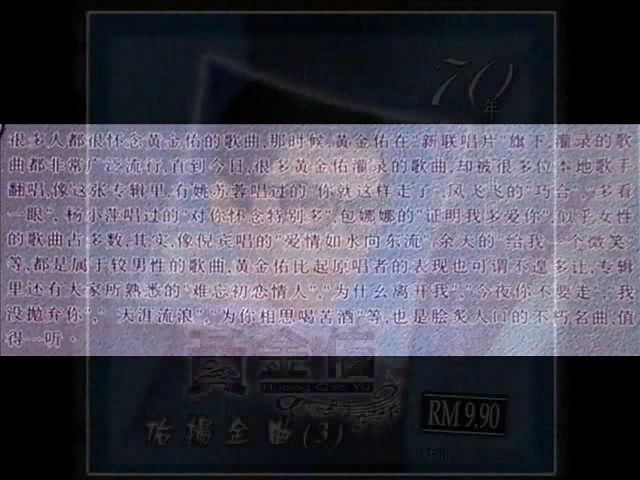 70年
很多人都很怀念黄金佑的歌曲,那时候,黄金佑在"新联唱片"旗下,灌录的歌
曲都非常广泛流行,直到今日,很多黄金佑灌录的歌曲,却被很多位本地歌手
翻唱,像这张专辑里,有姚苏蓉唱过的"你就这样走了",凤飞飞的"巧合","多看
一眼",杨小萍唱过的"对你怀念特别多",包娜娜的"证明我多爱你",似乎女性
的歌曲占多数,其实,像倪宾唱的"爱情如水向东流",余天的"给我一个微笑"
等,都是属于较男性的歌曲,黄金佑比起原唱者的表现也可谓不遑多让,专辑
里还有大家所熟悉的"难忘初恋情人","为什么离开我","今夜你不要走","我
没抛弃你","天涯流浪","为你相思喝苦酒"等,也是脍炙人们的不朽名曲,值
得一听.
黃金佑
佑揚金曲(3)
RM 9.90